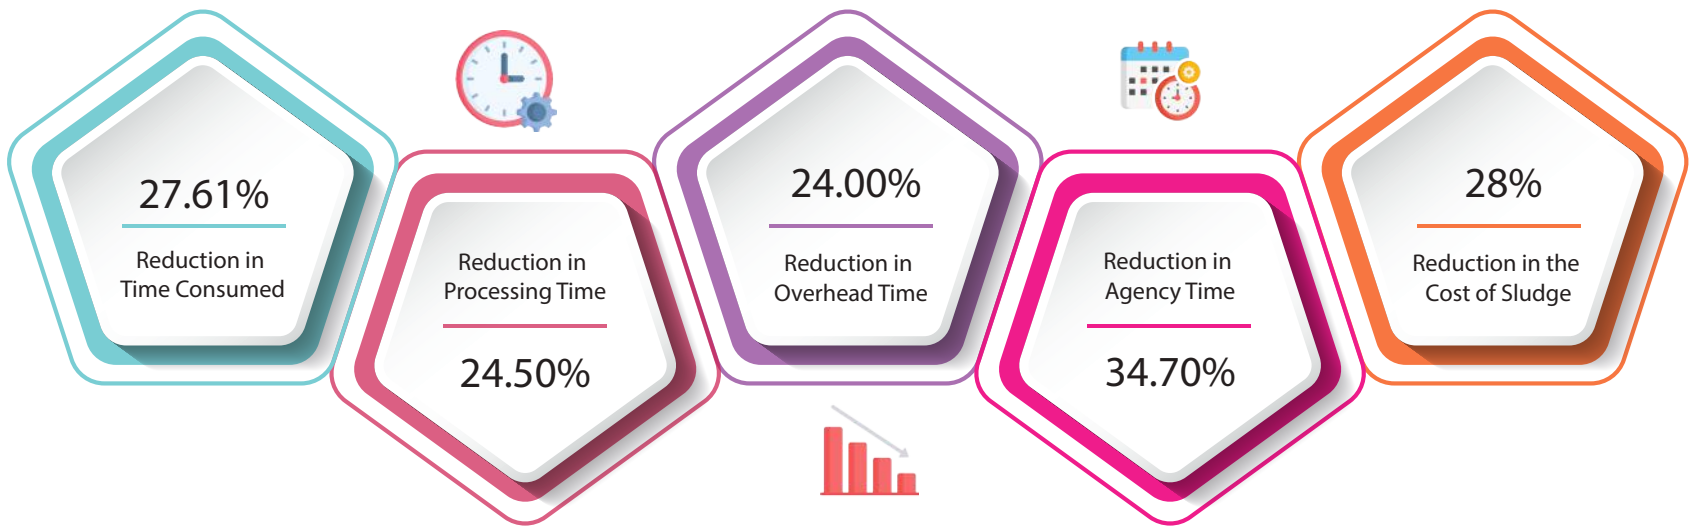 27.61%
Reduction in
Time Consumed
Reduction in
Processing Time
24.50%
24.00%
Reduction in
Overhead Time
Reduction in
Agency Time
34.70%
28%
Reduction in the
Cost of Sludge